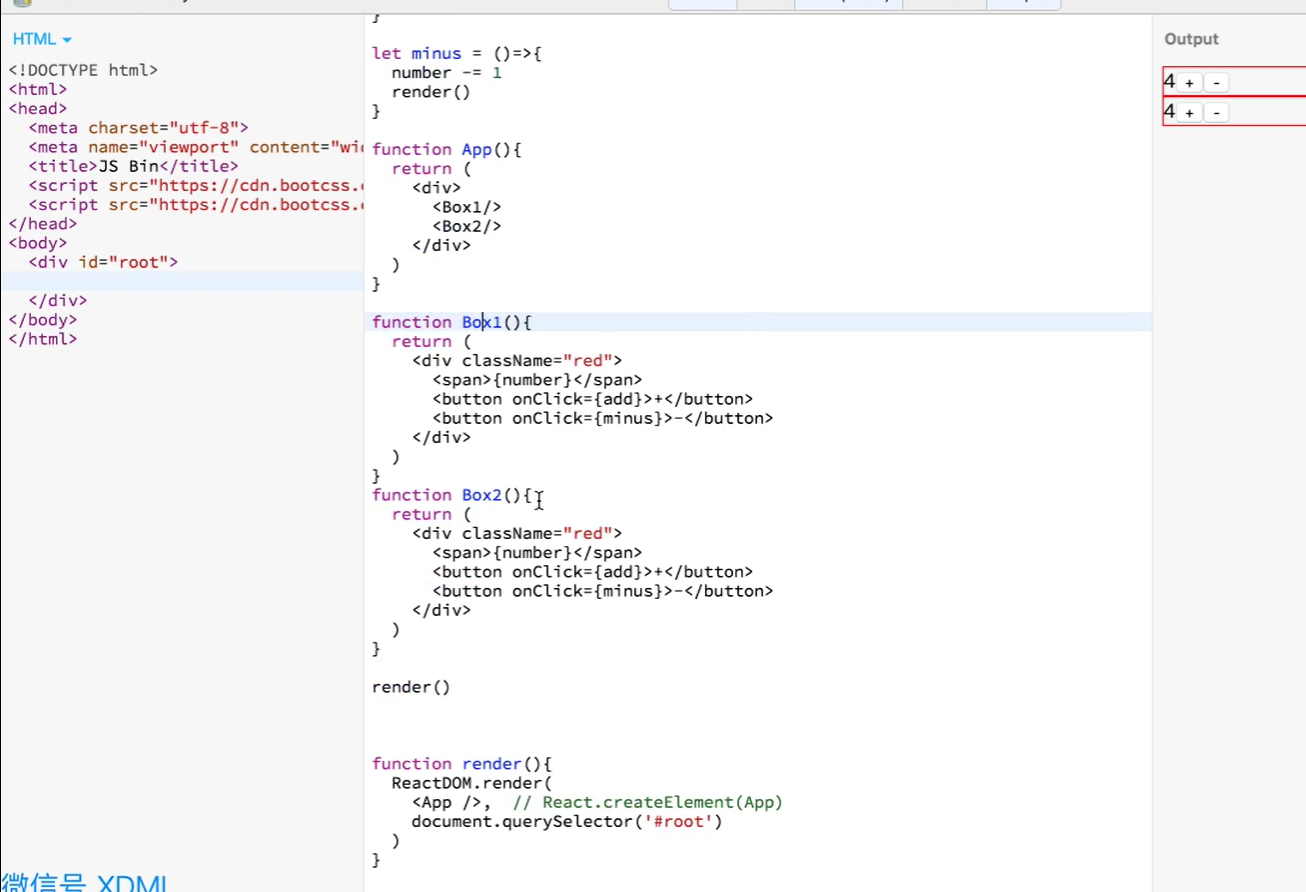 HTML
<!DOCTYPE html>
<html>
<head>
<meta charset="utf-8">
<meta name="viewport" content="wid
<title>JS Bin</title>
<script src="https://cdn.bootcss.c
<script src="https://cdn.bootcss.c
</head>
<body>
<div id="root">
</div>
</body>
</html>
}
let minus = ()=>{
number -= 1
render()
}
function App(){
return (
<div>
<Box1/>
<Box2/>
</div>
)
}
function Box1(){
return (
<div className="red">
<span>{number}</span>
<button onClick={add}>+</button>
<button onClick={minus}>-</button>
</div>
)
}
function Box2(){
return (
<div className="red">
<span>{number}</span>
<button onClick={add}>+</button>
<button onClick={minus}>-</button>
</div>
)
}
render()
function render(){
ReactDOM.render(
<App />, // React.createElement(App)
document.querySelector('#root')
)
}
Output
4 + -
4 + -
微信号 XDML